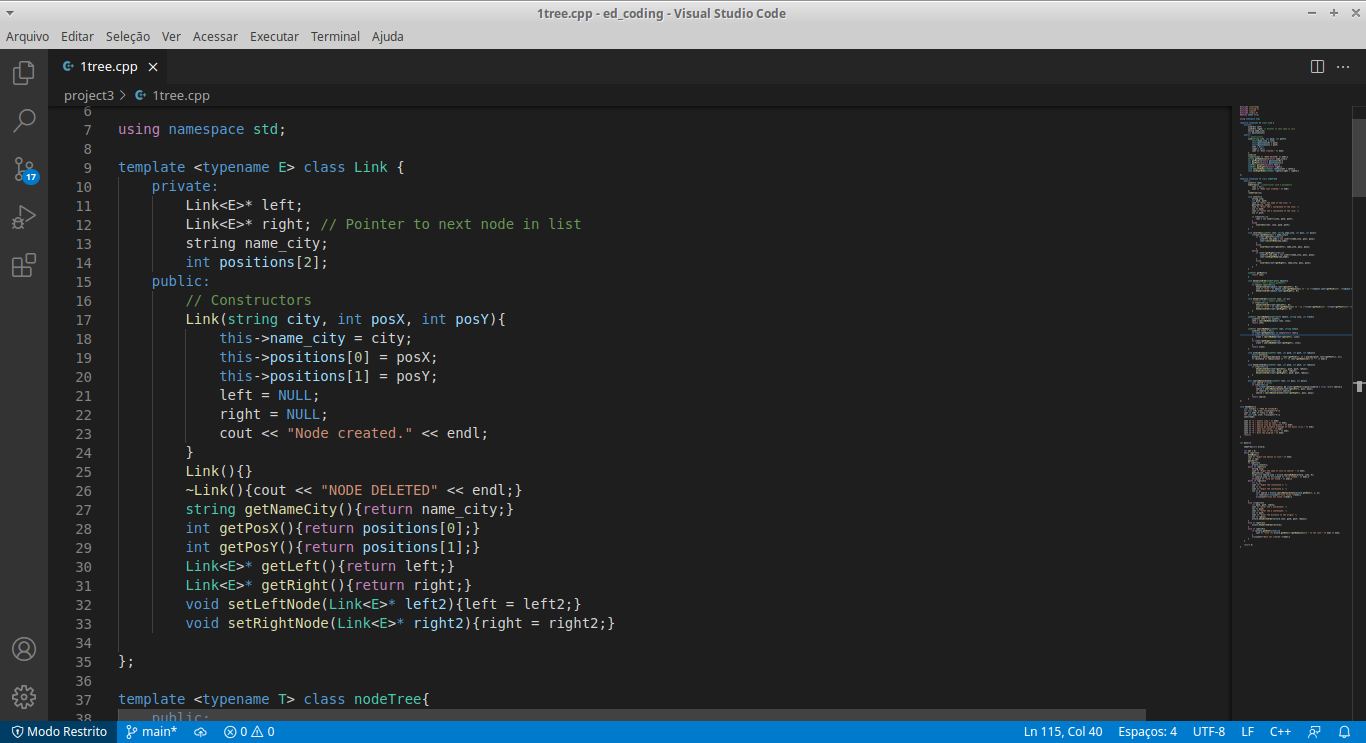 1tree.cpp - ed_coding - Visual Studio Code
Arquivo Editar Seleção Ver Acessar Executar Terminal Ajuda
1tree.cpp
project3 > 1tree.cpp
6
7 using namespace std;
8
9 template <typename E> class Link {
10 private:
11 Link<E>* left;
12 Link<E>* right; // Pointer to next node in list
13 string name_city;
14 int positions[2];
15 public:
16 // Constructors
17 Link(string city, int posX, int posY){
18 this->name_city = city;
19 this->positions[0] = posX;
20 this->positions[1] = posY;
21 left = NULL;
22 right = NULL;
23 cout << "Node created." << endl;
24 }
25 Link(){}
26 ~Link(){cout << "NODE DELETED" << endl;}
27 string getNameCity(){return name_city;}
28 int getPosX(){return positions[0];}
29 int getPosY(){return positions[1];}
30 Link<E>* getLeft(){return left;}
31 Link<E>* getRight(){return right;}
32 void setLeftNode(Link<E>* left2){left = left2;}
33 void setRightNode(Link<E>* right2){right = right2;}
34
35 };
36
37 template <typename T> class nodeTree{
38 public:
17
Modo Restrito main* 0 0 Ln 115, Col 40 Espaços: 4 UTF-8 LF C++